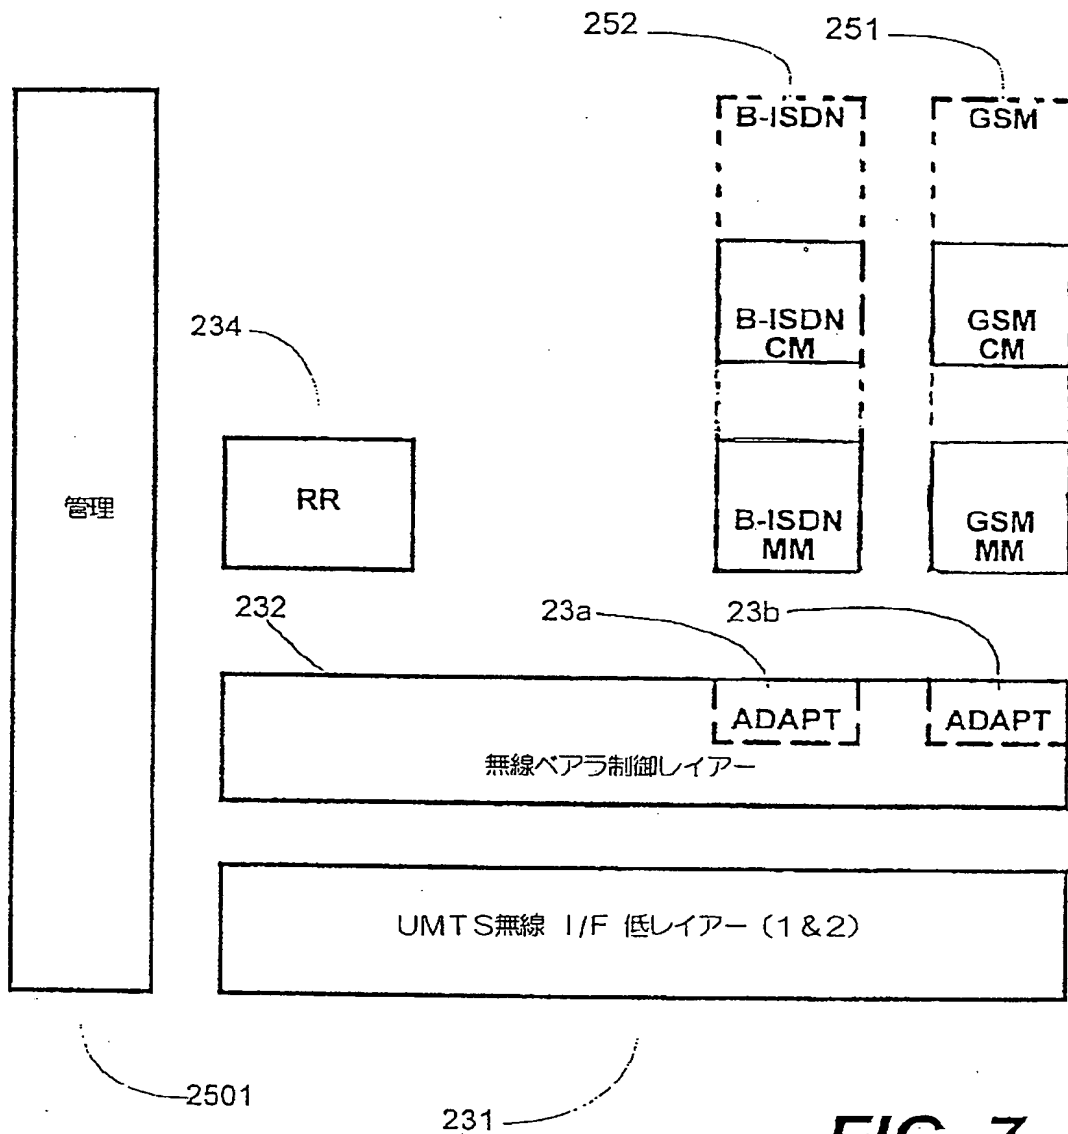 252
251
B-ISDN
GSM
234
B-ISDN
CM
GSM
CM
管理
RR
B-ISDN
MM
GSM
MM
232
23a
23b
ADAPT
ADAPT
無線ベアラ制御レイアー
UMTS無線 I/F 低レイアー (1&2)
2501
231